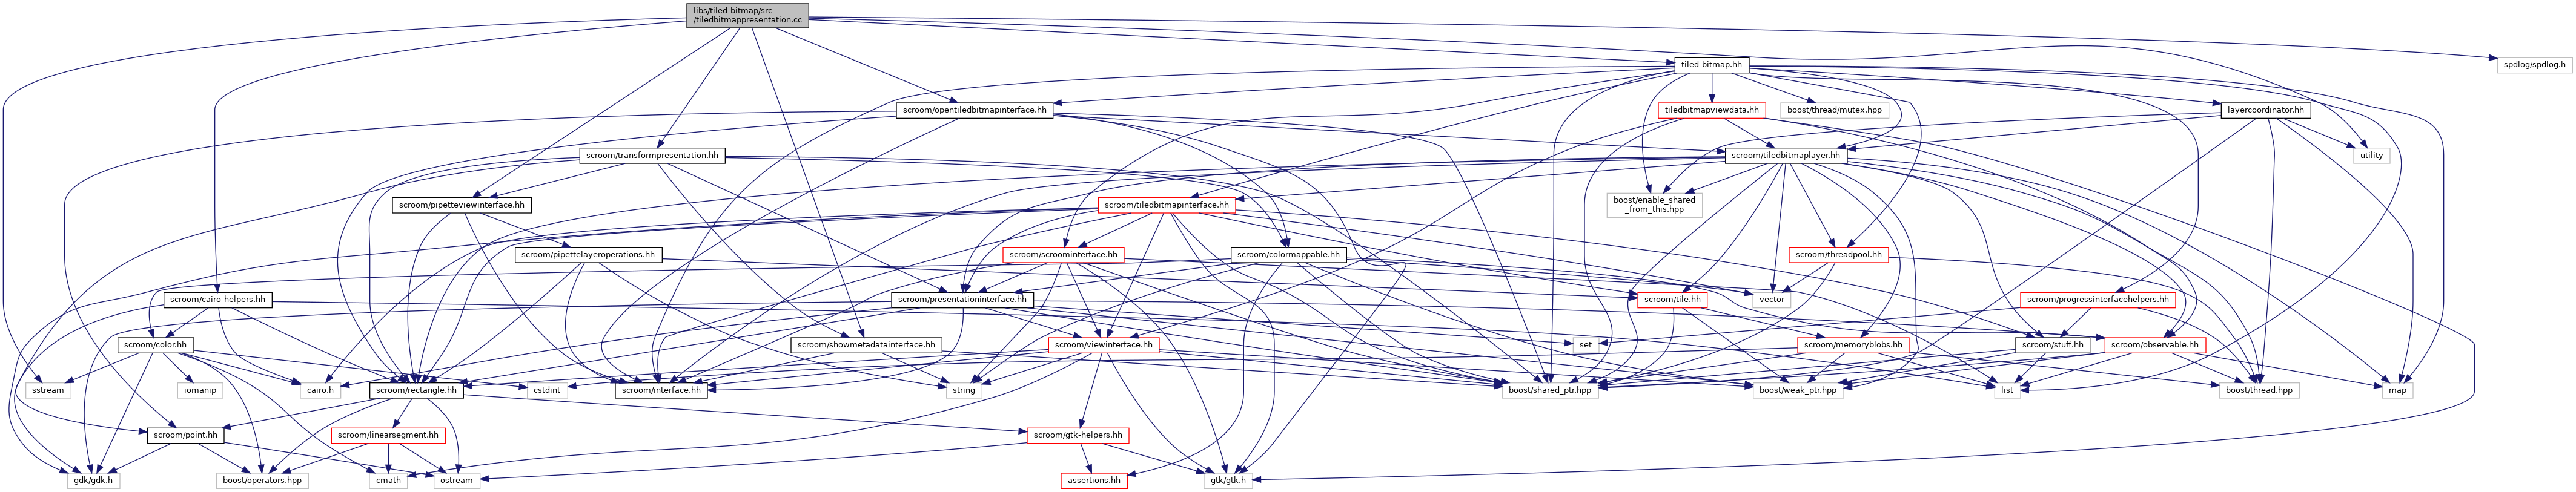 libs/tiled-bitmap/src
/tiledbitmappresentation.cc
tiled-bitmap.hh
spdlog/spdlog.h
scroom/opentiledbitmapinterface.hh
tiledbitmapviewdata.hh
boost/thread/mutex.hpp
layercoordinator.hh
scroom/transformpresentation.hh
scroom/tiledbitmaplayer.hh
utility
scroom/pipetteviewinterface.hh
scroom/tiledbitmapinterface.hh
boost/enable_shared
_from_this.hpp
scroom/pipettelayeroperations.hh
scroom/scroominterface.hh
scroom/colormappable.hh
scroom/threadpool.hh
scroom/cairo-helpers.hh
scroom/presentationinterface.hh
scroom/tile.hh
vector
scroom/progressinterfacehelpers.hh
scroom/color.hh
scroom/showmetadatainterface.hh
scroom/viewinterface.hh
set
scroom/memoryblobs.hh
scroom/stuff.hh
scroom/observable.hh
sstream
iomanip
cairo.h
scroom/rectangle.hh
cstdint
scroom/interface.hh
string
boost/shared_ptr.hpp
boost/weak_ptr.hpp
list
boost/thread.hpp
map
scroom/point.hh
scroom/linearsegment.hh
scroom/gtk-helpers.hh
gdk/gdk.h
boost/operators.hpp
cmath
ostream
assertions.hh
gtk/gtk.h